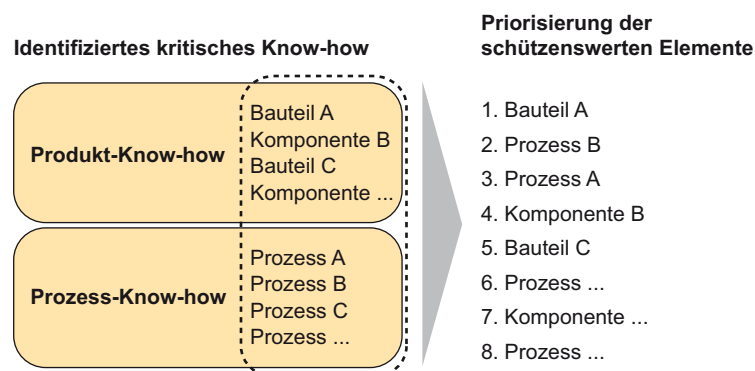 Identifiziertes kritisches Know-how
Produkt-Know-how
Bauteil A
Komponente B
Bauteil C
Komponente ...
Prozess-Know-how
Prozess A
Prozess B
Prozess C
Prozess ...
Priorisierung der
schützenswerten Elemente
1. Bauteil A
2. Prozess B
3. Prozess A
4. Komponente B
5. Bauteil C
6. Prozess ...
7. Komponente ...
8. Prozess ...